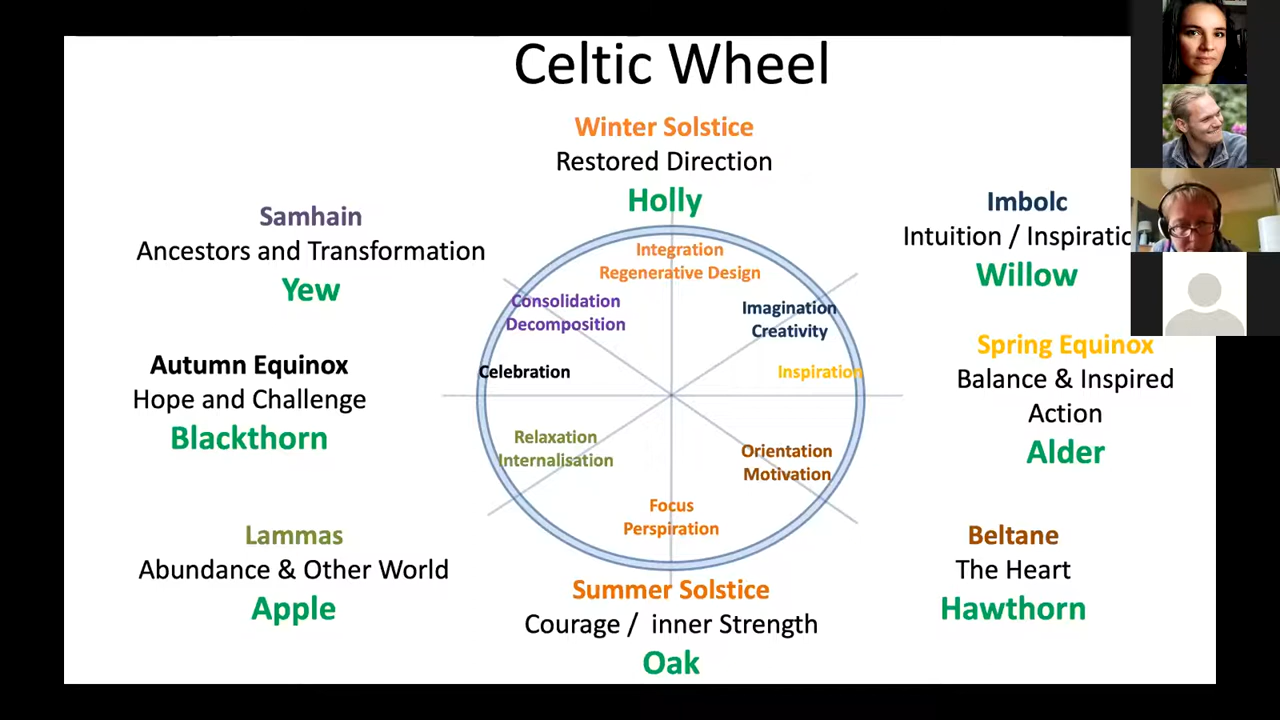 Celtic Wheel
Winter Solstice
Restored Direction
Holly
Samhain
Ancestors and Transformation
Yew
Imbolc
Intuition / Inspiratio
Willow
Integration
Regenerative Design
Consolidation
Decomposition
Imagination
Creativity
Autumn Equinox
Hope and Challenge
Blackthorn
Celebration
Inspiration
Spring Equinox
Balance & Inspired
Action
Alder
Relaxation
Internalisation
Orientation
Motivation
Focus
Perspiration
Lammas
Abundance & Other World
Apple
Summer Solstice
Courage / inner Strength
Oak
Beltane
The Heart
Hawthorn